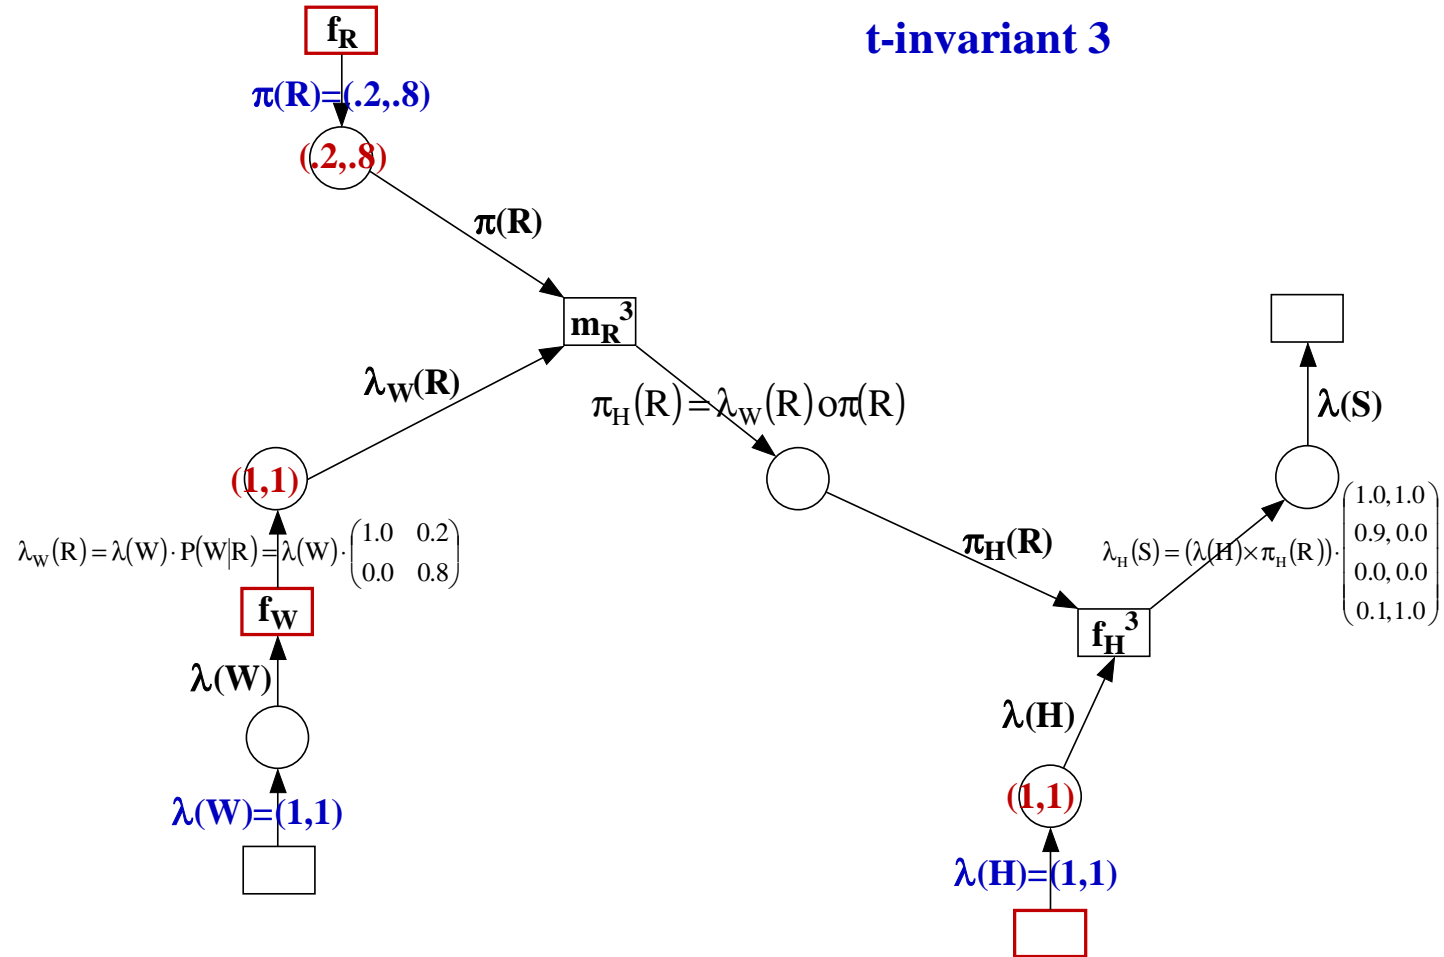 f_R
t-invariant 3
π(R)=(.2,.8)
(.2,.8)
π(R)
m_R^3
λ_W(R)
π_H(R) = λ_W(R) o π(R)
λ(S)
(1,1)
λ_W(R) = λ(W) · P(W|R) = λ(W) · (1.0 0.2
0.0 0.8)
π_H(R)
λ_H(S) = (λ(H) × π_H(R)) · (1.0, 1.0
0.9, 0.0
0.0, 0.0
0.1, 1.0)
f_W
f_H^3
λ(W)
λ(H)
(1,1)
λ(W)=(1,1)
λ(H)=(1,1)